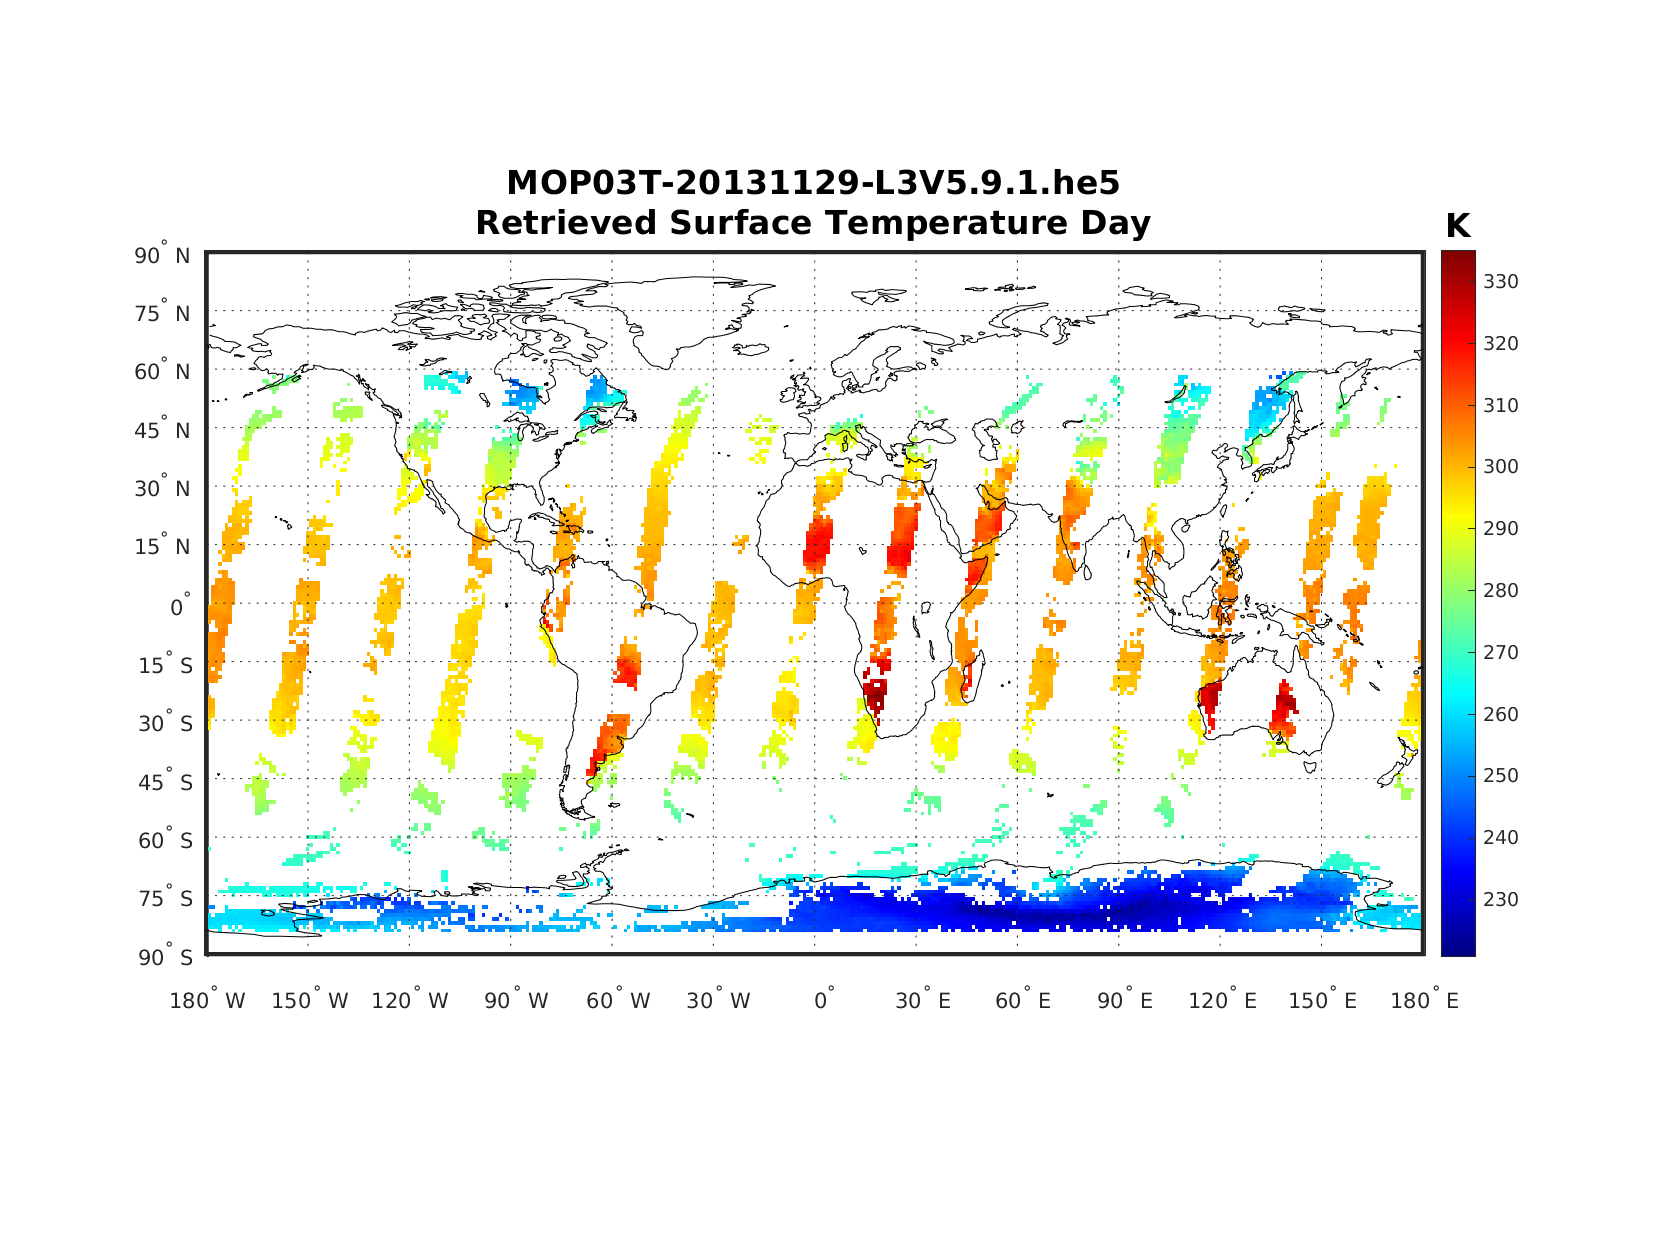 MOP03T-20131129-L3V5.9.1.he5
Retrieved Surface Temperature Day
K
90° N
75° N
60° N
45° N
30° N
15° N
0°
15° S
30° S
45° S
60° S
75° S
90° S
180° W 150° W 120° W 90° W 60° W 30° W 0° 30° E 60° E 90° E 120° E 150° E 180° E
330
320
310
300
290
280
270
260
250
240
230